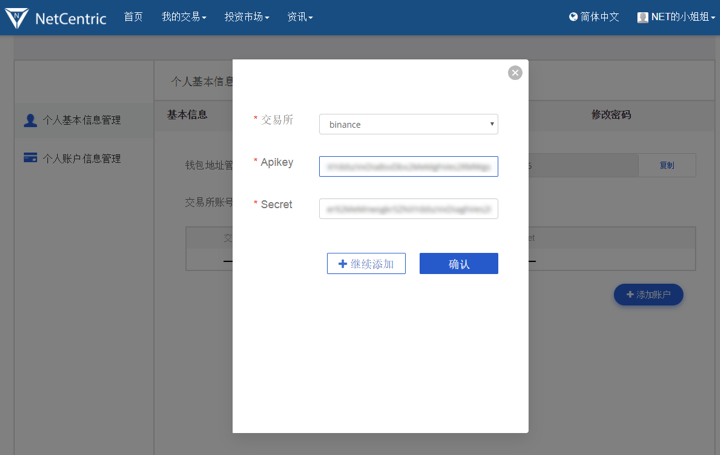 NetCentric 首页 我的交易 投资市场 资讯 简体中文 NET的小姐姐
个人基本信息
个人基本信息管理
个人账户信息管理
基本信息 修改密码
钱包地址管 复制
交易所账号
添加账户
* 交易所 binance
* Apikey
* Secret
继续添加 确认